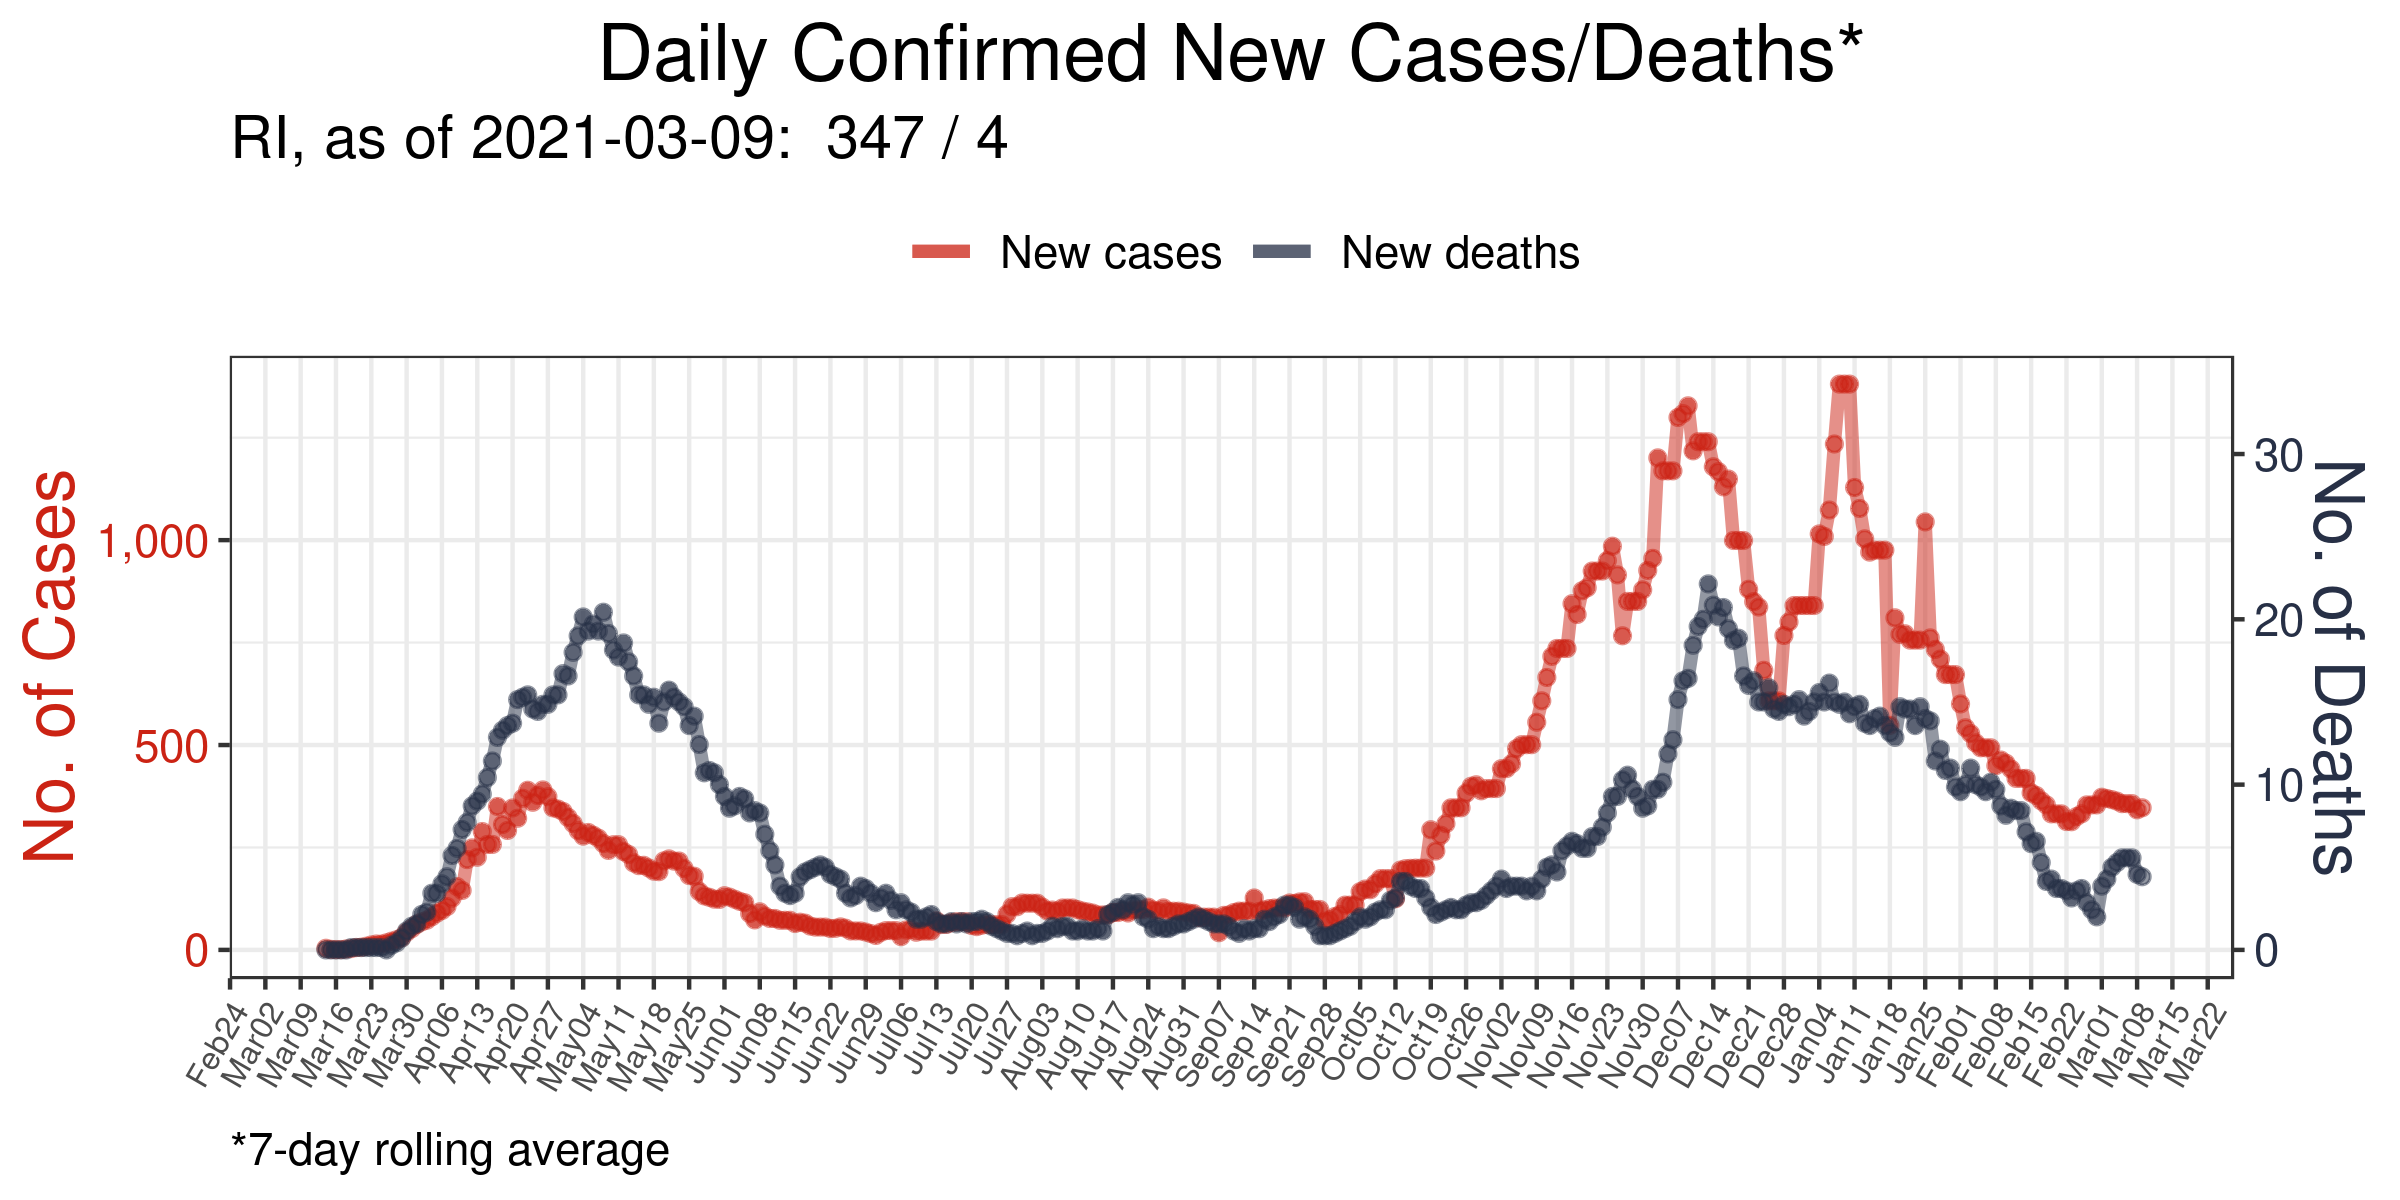 Daily Confirmed New Cases/Deaths*
RI, as of 2021-03-09:  347 / 4
New cases
New deaths
No. of Cases
1,000
500
0
30
20
10
0
No. of Deaths
Feb24
Mar02
Mar09
Mar16
Mar23
Mar30
Apr06
Apr13
Apr20
Apr27
May04
May11
May18
May25
Jun01
Jun08
Jun15
Jun22
Jun29
Jul06
Jul13
Jul20
Jul27
Aug03
Aug10
Aug17
Aug24
Aug31
Sep07
Sep14
Sep21
Sep28
Oct05
Oct12
Oct19
Oct26
Nov02
Nov09
Nov16
Nov23
Nov30
Dec07
Dec14
Dec21
Dec28
Jan04
Jan11
Jan18
Jan25
Feb01
Feb08
Feb15
Feb22
Mar01
Mar08
Mar15
Mar22
*7-day rolling average